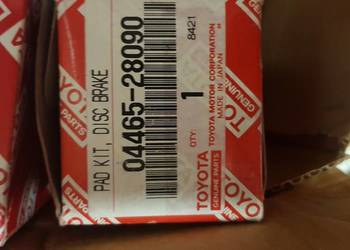 PAD KIT, DISC BRAKE
04465-28090
8421
QTY: 1
TOYOTA
GENUINE PARTS
TOYOTA MOTOR CORPORATION
MADE IN JAPAN
TOYOTA
GENUINE
PARTS